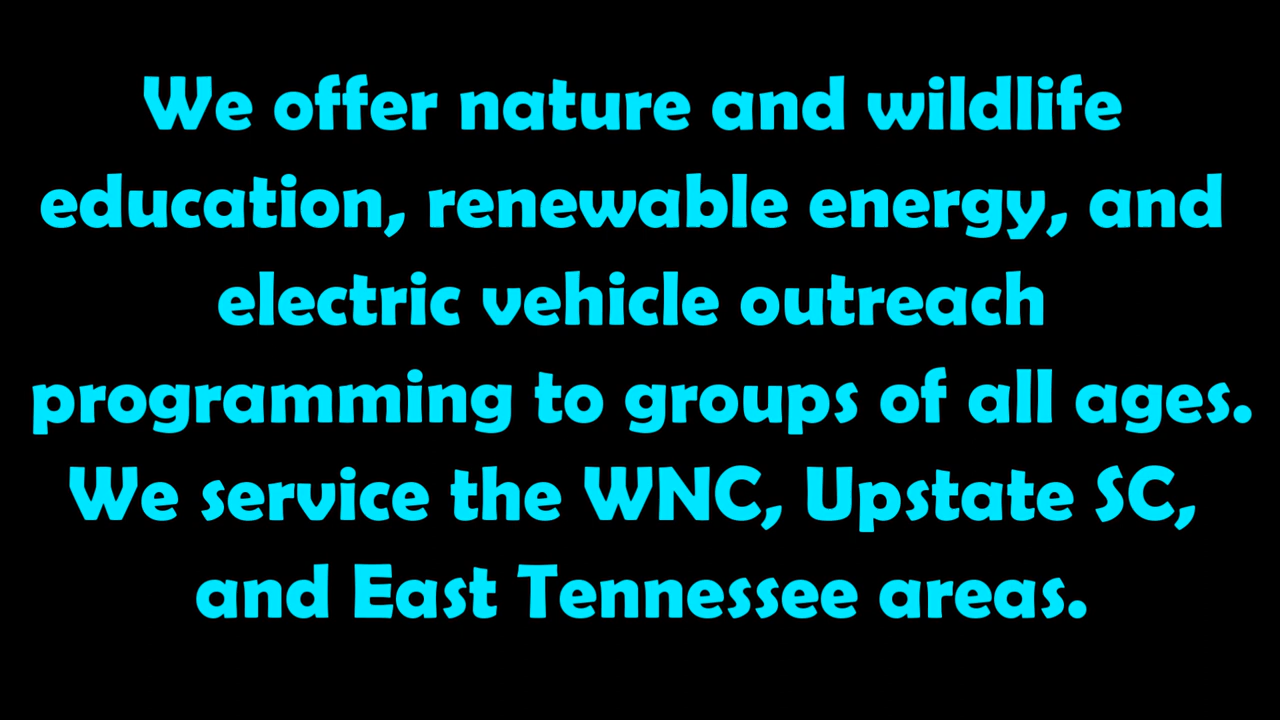 We offer nature and wildlife
education, renewable energy, and
electric vehicle outreach
programming to groups of all ages.
We service the WNC, Upstate SC,
and East Tennessee areas.